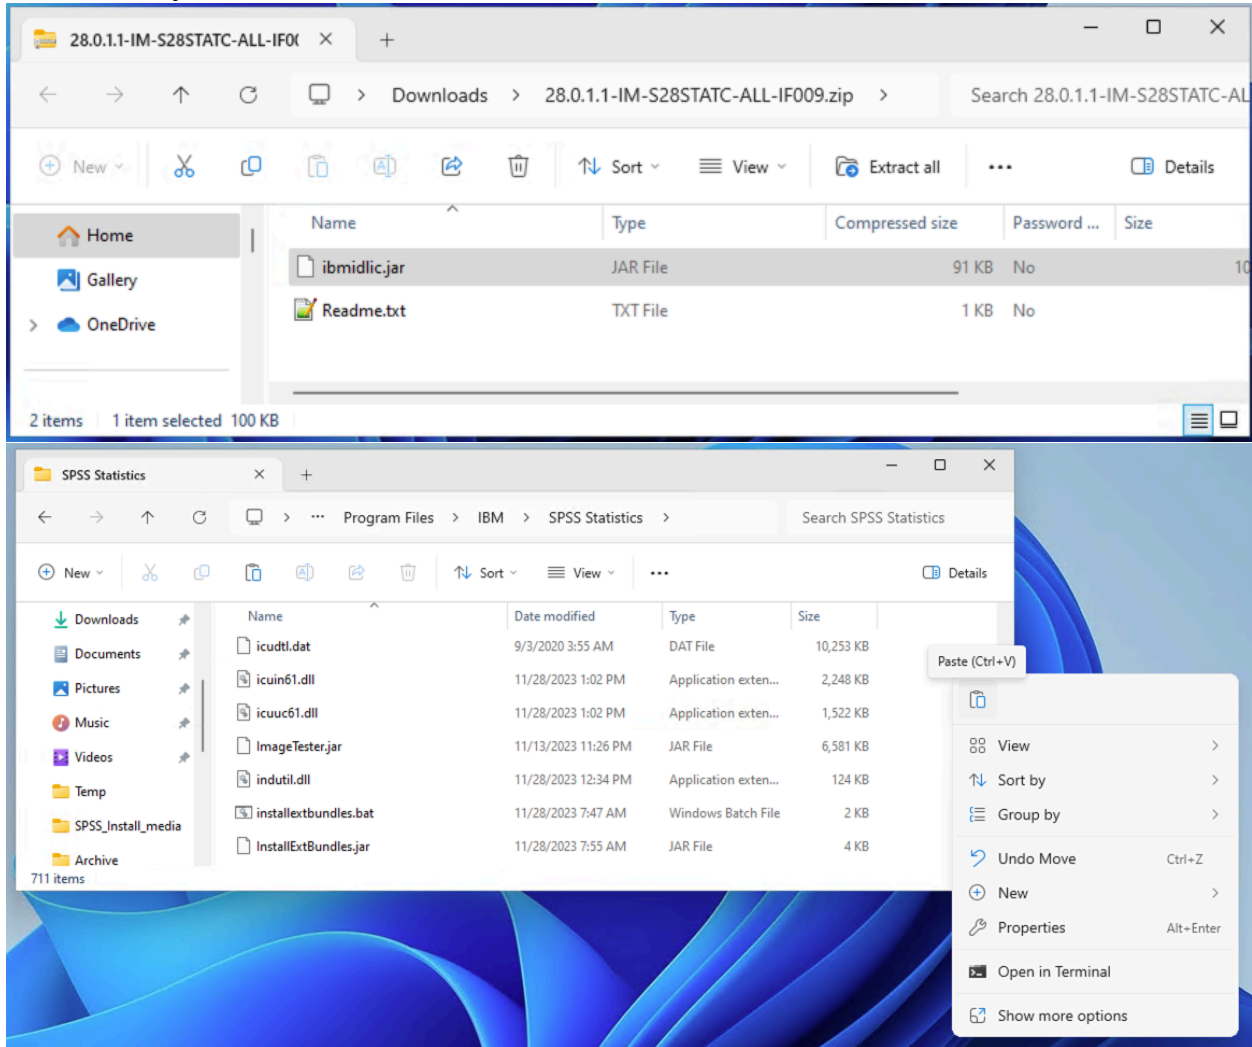 28.0.1.1-IM-S28STATC-ALL-IF0(
Downloads > 28.0.1.1-IM-S28STATC-ALL-IF009.zip >
Search 28.0.1.1-IM-S28STATC-AL
New
Sort
View
Extract all
Details
Name Type Compressed size Password ... Size
Home
Gallery
OneDrive
ibmidlic.jar JAR File 91 KB No 10
Readme.txt TXT File 1 KB No
2 items 1 item selected 100 KB
SPSS Statistics
... Program Files > IBM > SPSS Statistics >
Search SPSS Statistics
New
Sort
View
Details
Downloads
Documents
Pictures
Music
Videos
Temp
SPSS_Install_media
Archive
Name Date modified Type Size
icudtl.dat 9/3/2020 3:55 AM DAT File 10,253 KB
icuin61.dll 11/28/2023 1:02 PM Application exten... 2,248 KB
icuuc61.dll 11/28/2023 1:02 PM Application exten... 1,522 KB
ImageTester.jar 11/13/2023 11:26 PM JAR File 6,581 KB
indutil.dll 11/28/2023 12:34 PM Application exten... 124 KB
installextbundles.bat 11/28/2023 7:47 AM Windows Batch File 2 KB
InstallExtBundles.jar 11/28/2023 7:55 AM JAR File 4 KB
711 items
Paste (Ctrl+V)
View
Sort by
Group by
Undo Move Ctrl+Z
New
Properties Alt+Enter
Open in Terminal
Show more options